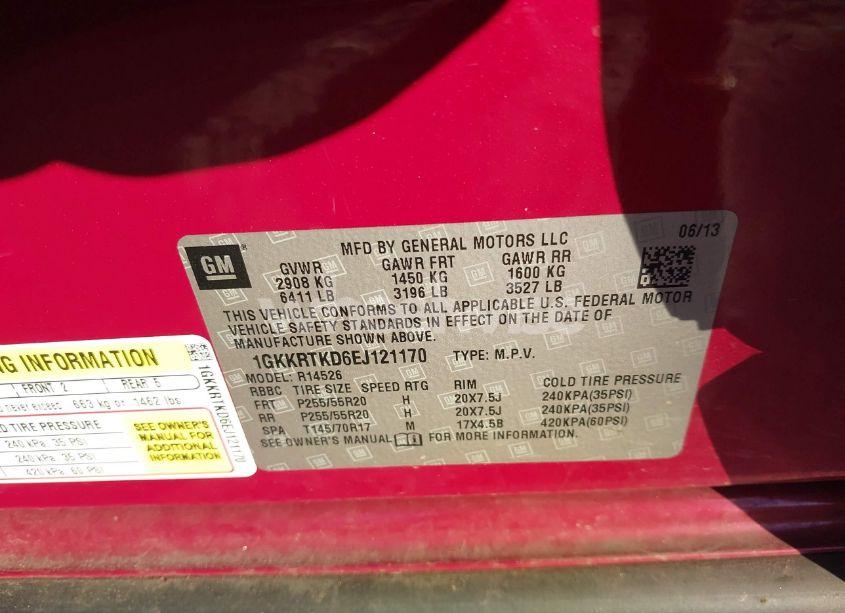 GM
MFD BY GENERAL MOTORS LLC
06/13
GVWR GAWR FRT GAWR RR
2908 KG 1450 KG 1600 KG
6411 LB 3196 LB 3527 LB
THIS VEHICLE CONFORMS TO ALL APPLICABLE U.S. FEDERAL MOTOR
VEHICLE SAFETY STANDARDS IN EFFECT ON THE DATE OF
MANUFACTURE SHOWN ABOVE.
1GKKRTKD6EJ121170 TYPE: M.P.V.
MODEL: R14526
RBBC TIRE SIZE SPEED RTG RIM COLD TIRE PRESSURE
FRT P255/55R20 H 20X7.5J 240KPA(35PSI)
RR P255/55R20 H 20X7.5J 240KPA(35PSI)
SPA T145/70R17 M 17X4.5B 420KPA(60PSI)
SEE OWNER'S MANUAL FOR MORE INFORMATION.
INFORMATION
FRONT 2 REAR 5
never exceed 663 kg or 1462 lbs
TIRE PRESSURE
240 kPa, 35 PSI
240 kPa, 35 PSI
420 kPa, 60 PSI
SEE OWNER'S
MANUAL FOR
ADDITIONAL
INFORMATION
1GKKRTKD6EJ121170